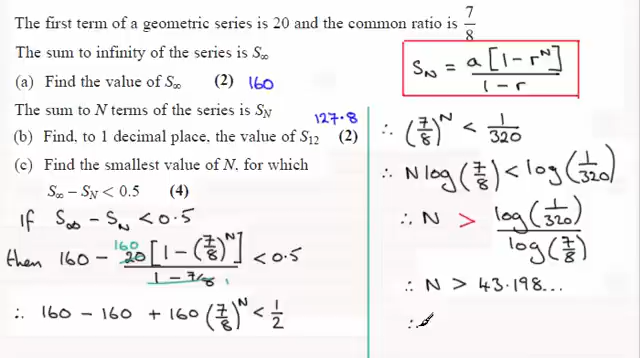 The first term of a geometric series is 20 and the common ratio is 7/8
The sum to infinity of the series is S∞
(a) Find the value of S∞ (2) 160
The sum to N terms of the series is S_N
(b) Find, to 1 decimal place, the value of S₁₂ (2) 127.8
(c) Find the smallest value of N, for which
S∞ − S_N < 0.5 (4)
If S∞ − S_N < 0.5
then 160 − 160 20[1 − (7/8)^N] / 1 − 7/8 < 0.5
∴ 160 − 160 + 160 (7/8)^N < 1/2
S_N = a[1 − r^N] / 1 − r
∴ (7/8)^N < 1/320
∴ N log(7/8) < log(1/320)
∴ N > log(1/320) / log(7/8)
∴ N > 43.198...
∴